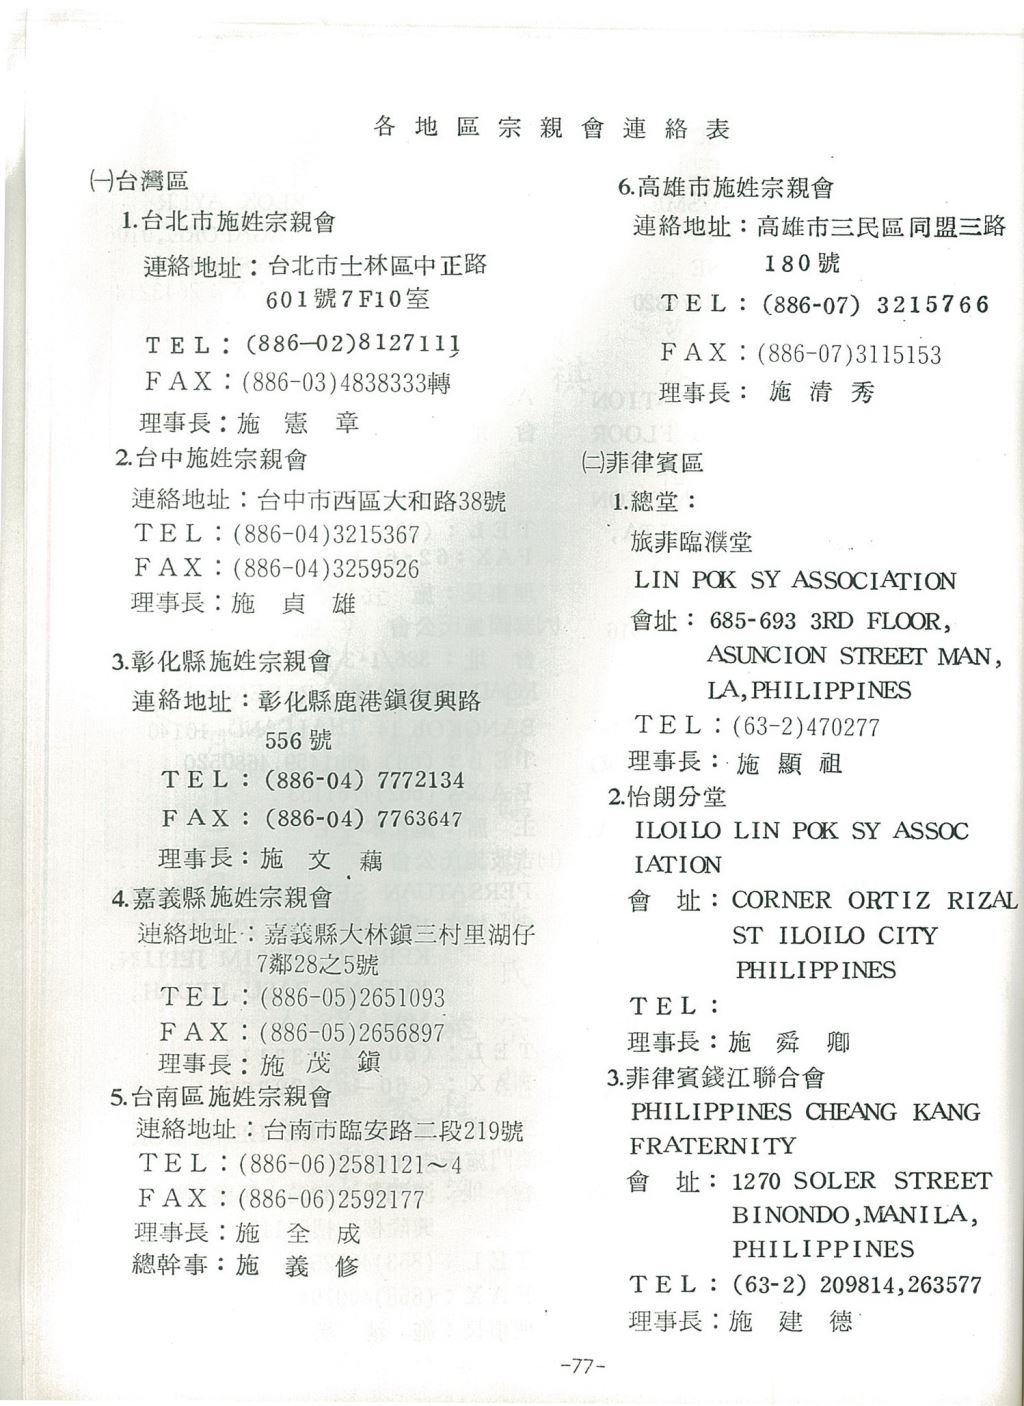 各地區宗親會連絡表
㈠台灣區
1.台北市施姓宗親會
連絡地址：台北市士林區中正路
601號7F10室
TEL：(886-02)8127111
FAX：(886-03)4838333轉
理事長：施憲章
2.台中施姓宗親會
連絡地址：台中市西區大和路38號
TEL：(886-04)3215367
FAX：(886-04)3259526
理事長：施貞雄
3.彰化縣施姓宗親會
連絡地址：彰化縣鹿港鎮復興路
556號
TEL：(886-04) 7772134
FAX：(886-04) 7763647
理事長：施文藕
4.嘉義縣施姓宗親會
連絡地址：嘉義縣大林鎮三村里湖仔
7鄰28之5號
TEL：(886-05)2651093
FAX：(886-05)2656897
理事長：施茂鎮
5.台南區施姓宗親會
連絡地址：台南市臨安路二段219號
TEL：(886-06)2581121～4
FAX：(886-06)2592177
理事長：施全成
總幹事：施義修
6.高雄市施姓宗親會
連絡地址：高雄市三民區同盟三路
180號
TEL：(886-07) 3215766
FAX：(886-07)3115153
理事長：施清秀
㈡菲律賓區
1.總堂：
旅菲臨濮堂
LIN POK SY ASSOCIATION
會址：685-693 3RD FLOOR,
ASUNCION STREET MAN,
LA,PHILIPPINES
TEL：(63-2)470277
理事長：施顯祖
2.怡朗分堂
ILOILO LIN POK SY ASSOC
IATION
會址：CORNER ORTIZ RIZAL
ST ILOILO CITY
PHILIPPINES
TEL：
理事長：施舜卿
3.菲律賓錢江聯合會
PHILIPPINES CHEANG KANG
FRATERNITY
會址：1270 SOLER STREET
BINONDO,MANILA,
PHILIPPINES
TEL：(63-2) 209814,263577
理事長：施建德
-77-